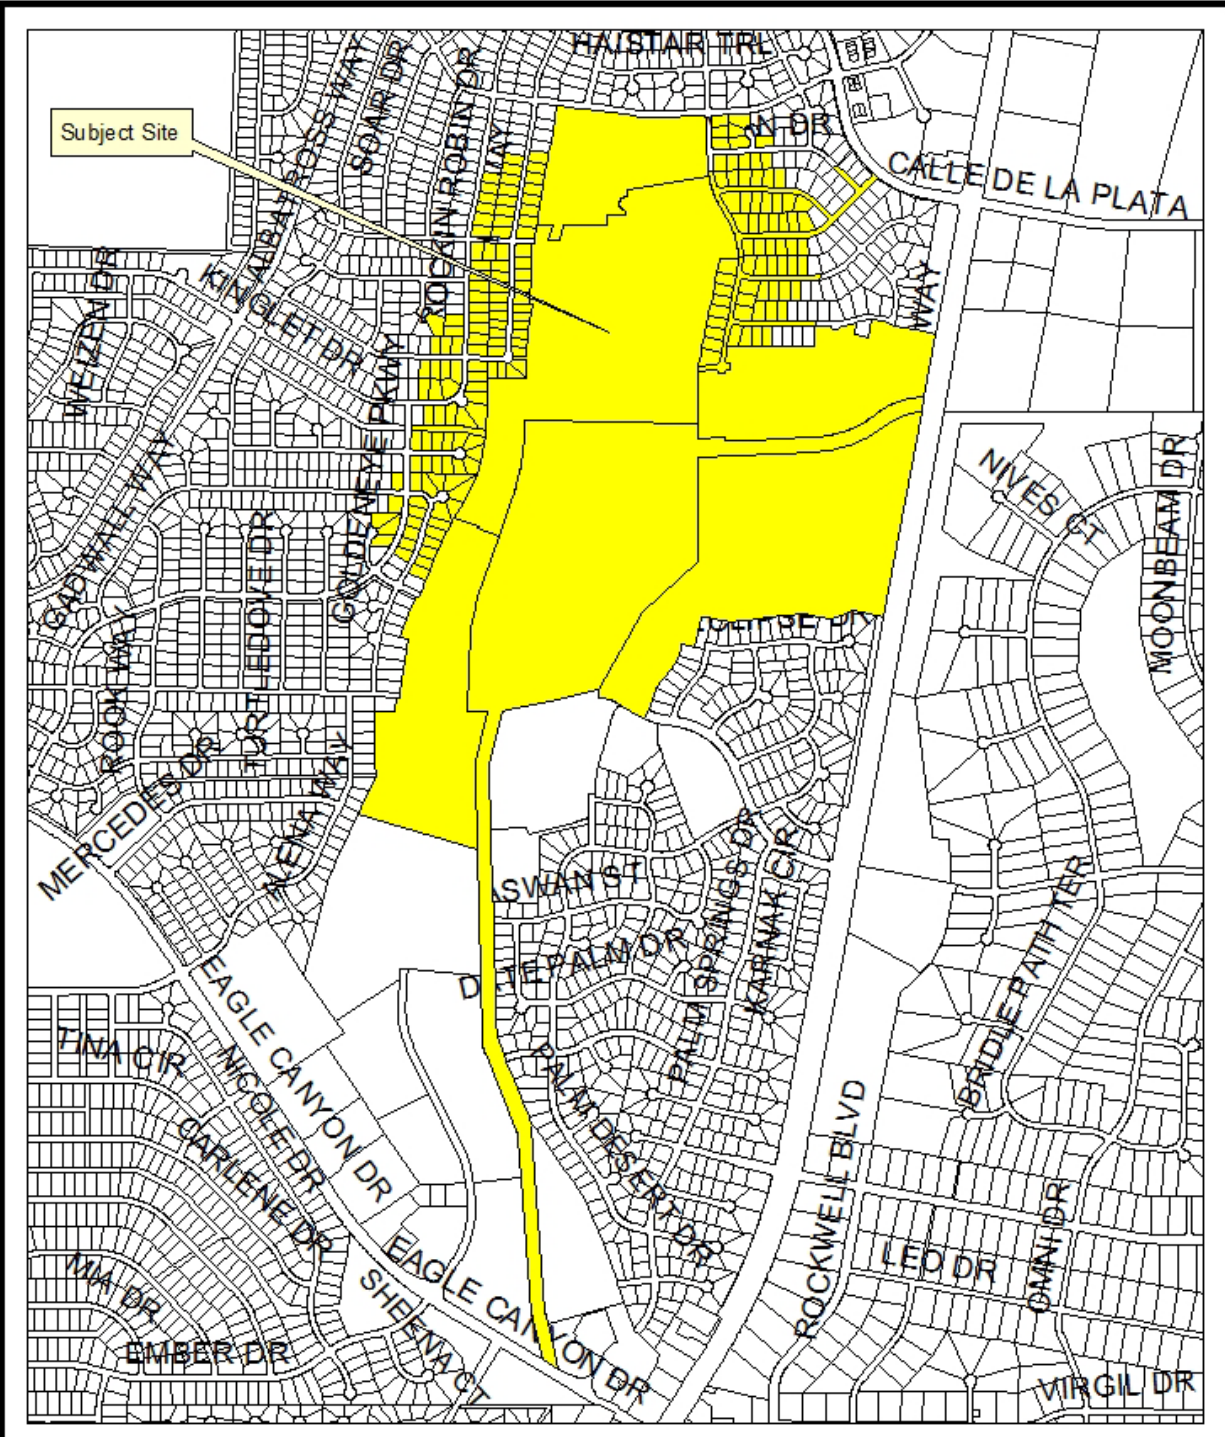 HAISTAR TRL
Subject Site
ALBATROSS WAY
SOAR DR
ROCKIN ROBIN DR
WAY
N DR
CALLE DE LA PLATA
WAY
WEIZEN DR
KINGLET DR
GOLDENEYE PKWY
GADWALL WAY
TURTLEDOVE DR
ROOK WAY
NIVES CT
MOONBEAM DR
MERCEDES DR
ALENA WAY
ASWAN ST
DATE PALM DR
PALM SPRINGS DR
KARNAK CIR
BRIDLE PATH TER
EAGLE CANYON DR
TINA CIR
NICOLE DR
CARLENE DR
PALM DESERT DR
ROCKWELL BLVD
LEO DR
OMNI DR
MIA DR
EAGLE CANYON DR
SHEENA CT
EMBER DR
VIRGIL DR